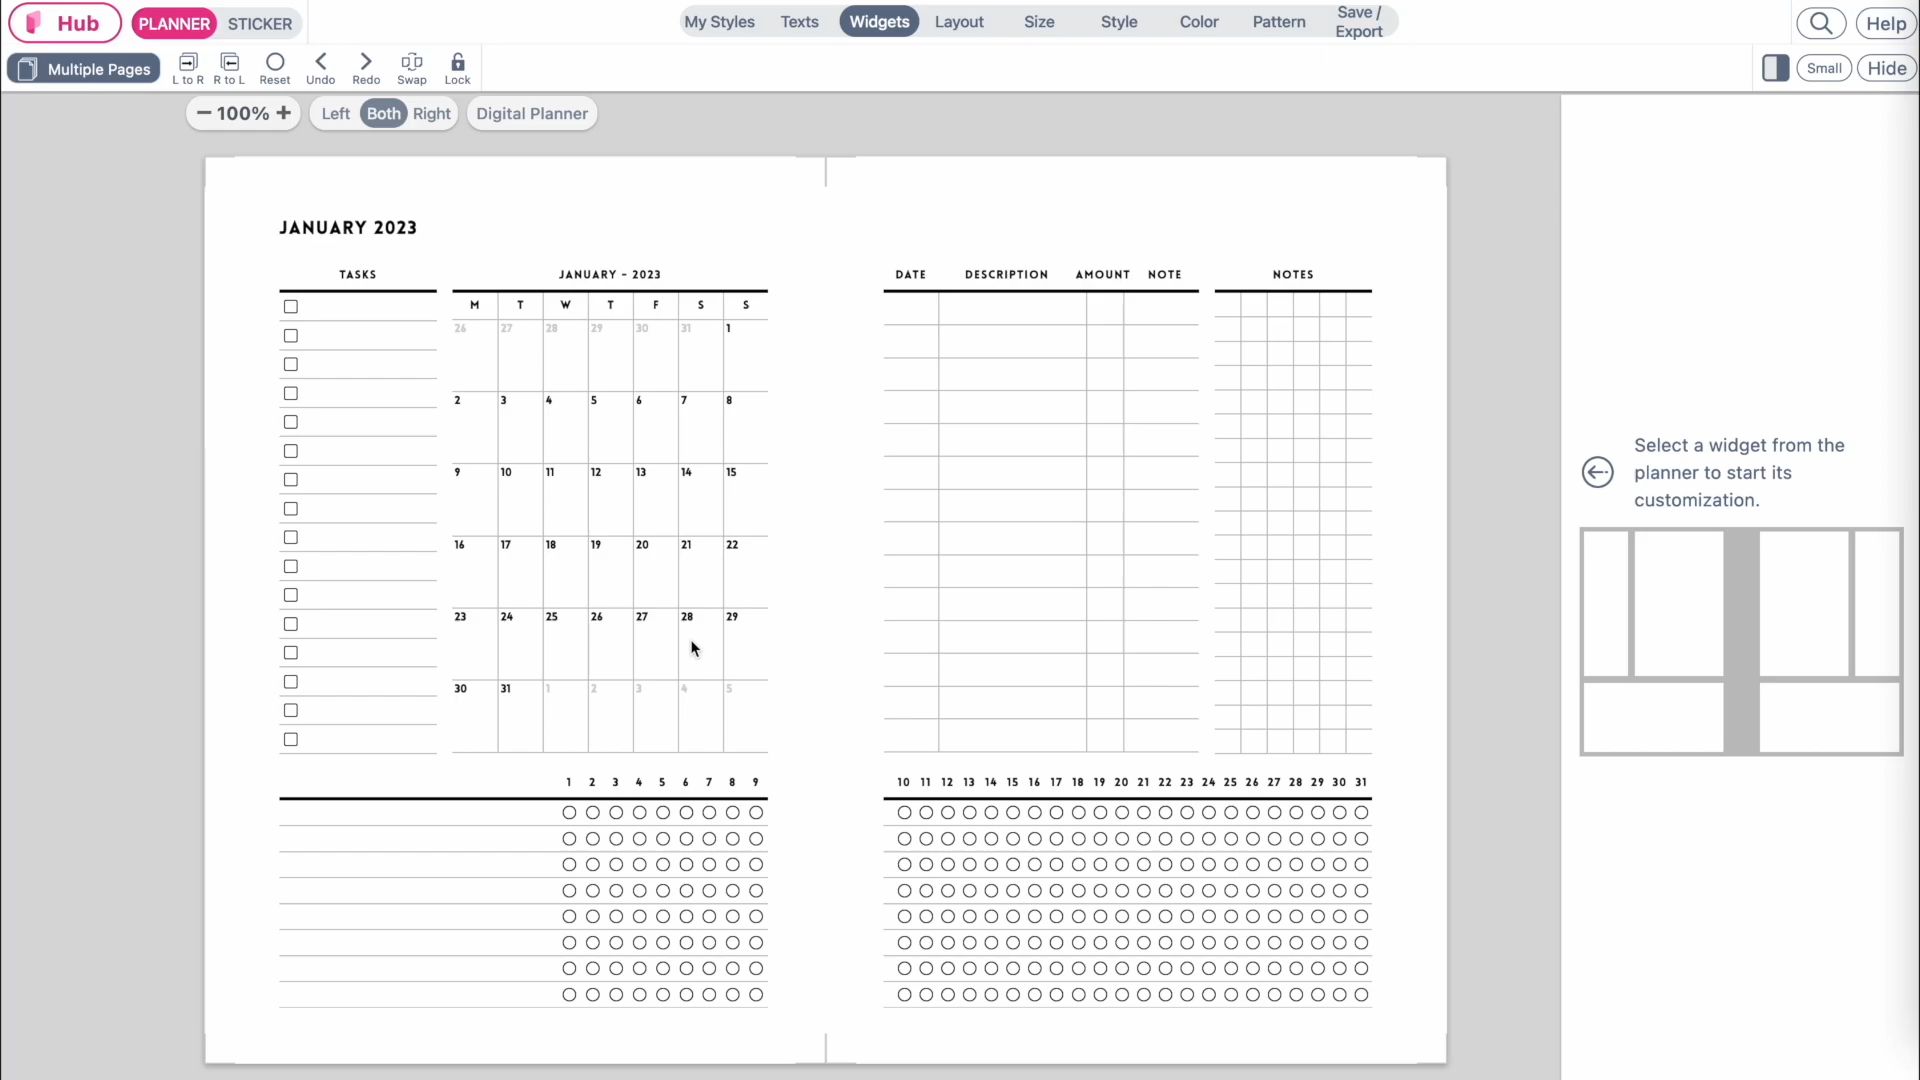 Hub PLANNER STICKER
My Styles Texts Widgets Layout Size Style Color Pattern Save / Export
Help
Multiple Pages L to R R to L Reset Undo Redo Swap Lock
Small Hide
100% Left Both Right Digital Planner
JANUARY 2023
TASKS
JANUARY - 2023
M T W T F S S
26 27 28 29 30 31 1
2 3 4 5 6 7 8
9 10 11 12 13 14 15
16 17 18 19 20 21 22
23 24 25 26 27 28 29
30 31 1 2 3 4 5
1 2 3 4 5 6 7 8 9
DATE DESCRIPTION AMOUNT NOTE
NOTES
10 11 12 13 14 15 16 17 18 19 20 21 22 23 24 25 26 27 28 29 30 31
Select a widget from the
planner to start its
customization.